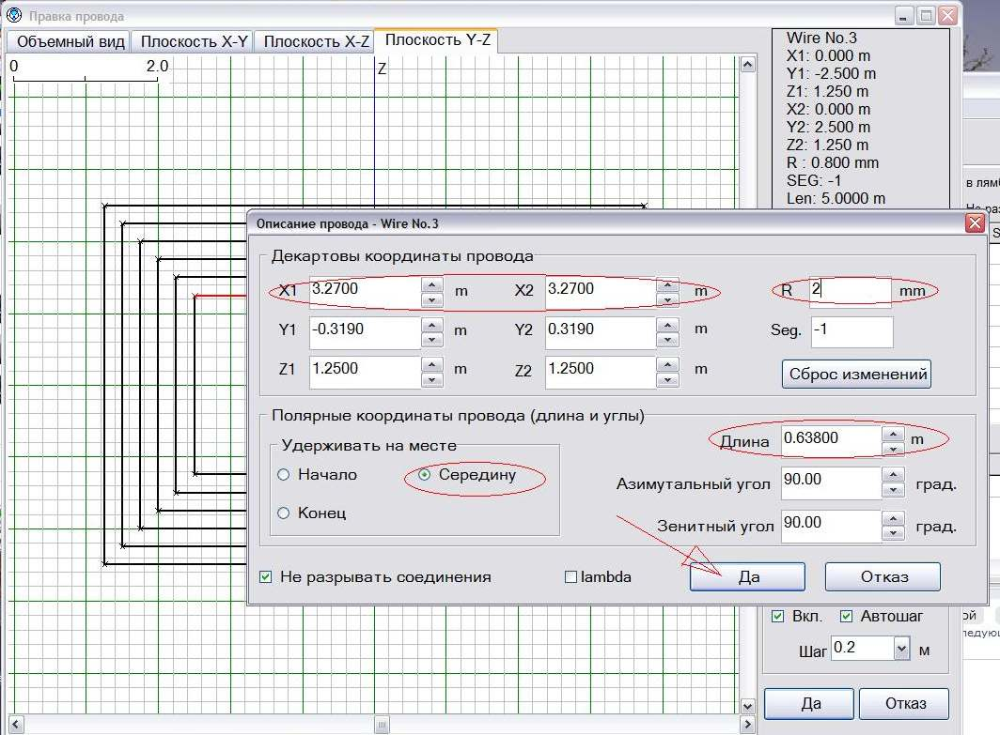 Правка провода
Объемный вид Плоскость X-Y Плоскость X-Z Плоскость Y-Z
0 2.0 Z
Wire No.3
X1: 0.000 m
Y1: -2.500 m
Z1: 1.250 m
X2: 0.000 m
Y2: 2.500 m
Z2: 1.250 m
R : 0.800 mm
SEG: -1
Len: 5.0000 m
Описание провода - Wire No.3
Декартовы координаты провода
X1 3.2700 m X2 3.2700 m R 2 mm
Y1 -0.3190 m Y2 0.3190 m Seg. -1
Z1 1.2500 m Z2 1.2500 m Сброс изменений
Полярные координаты провода (длина и углы)
Удерживать на месте
Начало Середину
Конец
Длина 0.63800 m
Азимутальный угол 90.00 град.
Зенитный угол 90.00 град.
Не разрывать соединения lambda Да Отказ
Вкл. Автошаг
Шаг 0.2 м
Да Отказ